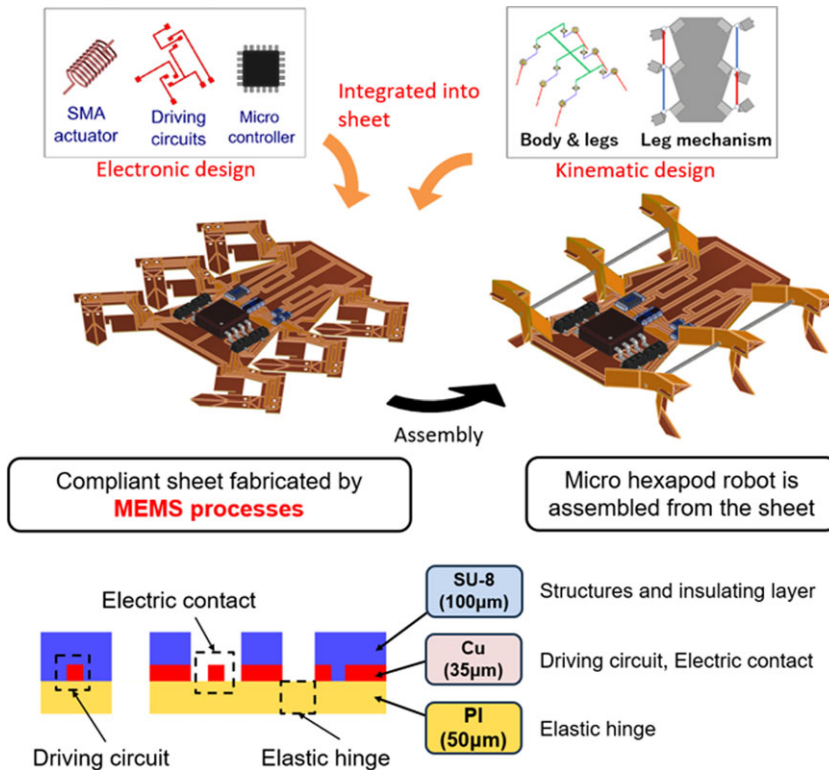 SMA
actuator
Driving
circuits
Micro
controller
Electronic design
Integrated into
sheet
Body & legs
Leg mechanism
Kinematic design
Assembly
Compliant sheet fabricated by
MEMS processes
Micro hexapod robot is
assembled from the sheet
Electric contact
Driving circuit
Elastic hinge
SU-8
(100μm)
Structures and insulating layer
Cu
(35μm)
Driving circuit, Electric contact
PI
(50μm)
Elastic hinge